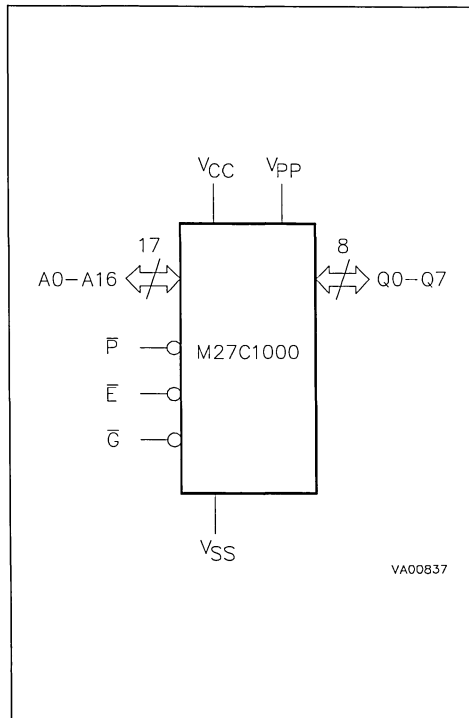 VCC VPP
17 8
A0-A16 Q0-Q7
P̅ M27C1000
E̅
G̅
VSS
VA00837